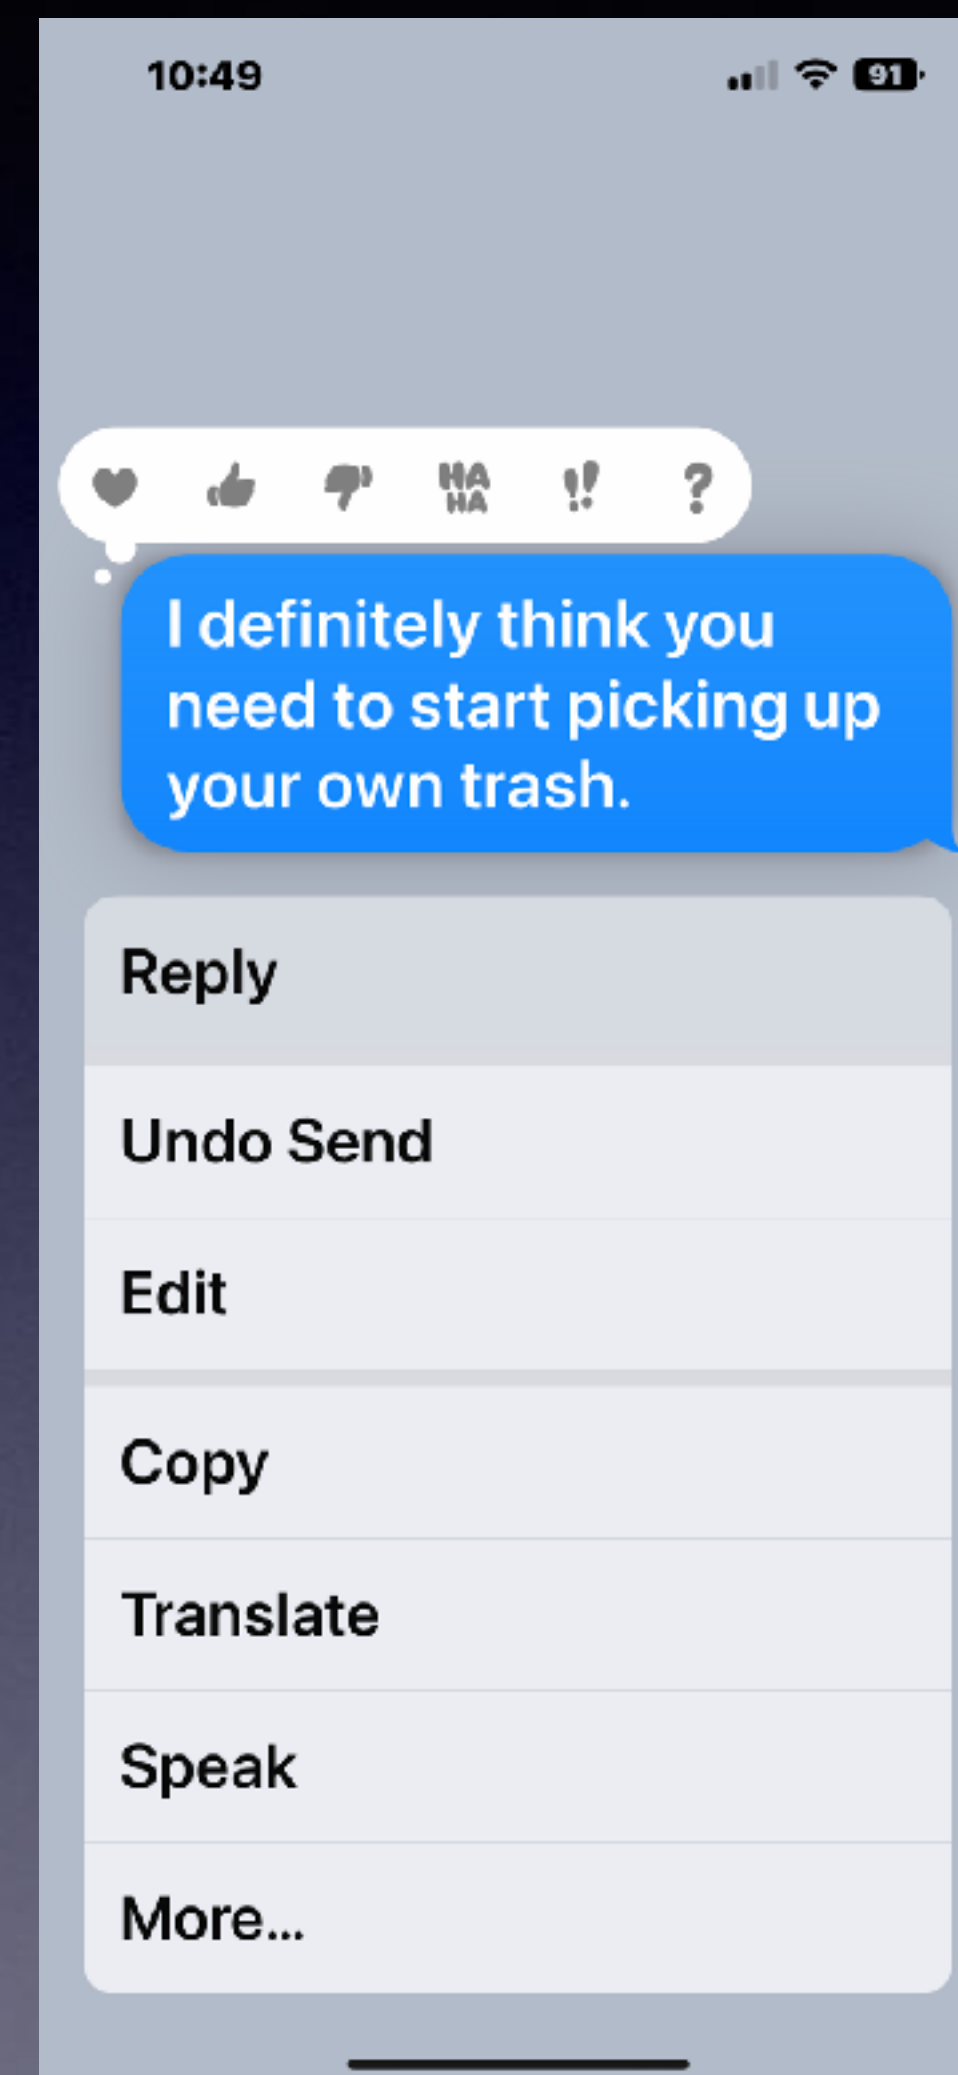 10:49
91
HA
HA
!!
?
I definitely think you
need to start picking up
your own trash.
Reply
Undo Send
Edit
Copy
Translate
Speak
More...